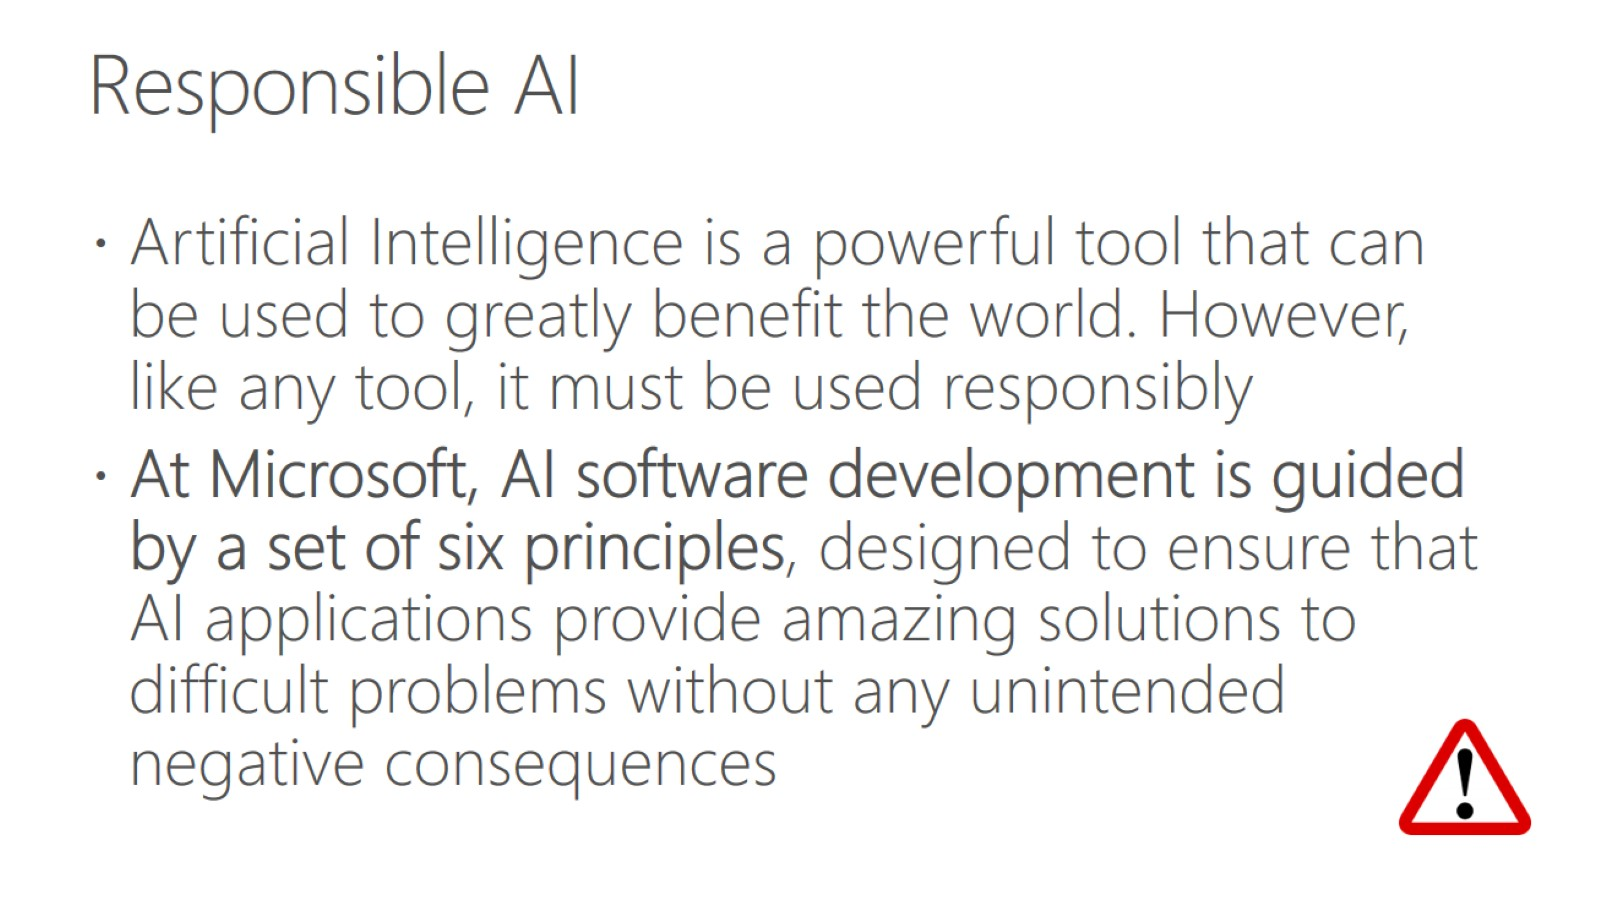 Responsible AI
· Artificial Intelligence is a powerful tool that can
be used to greatly benefit the world. However,
like any tool, it must be used responsibly
· At Microsoft, AI software development is guided
by a set of six principles, designed to ensure that
AI applications provide amazing solutions to
difficult problems without any unintended
negative consequences
!